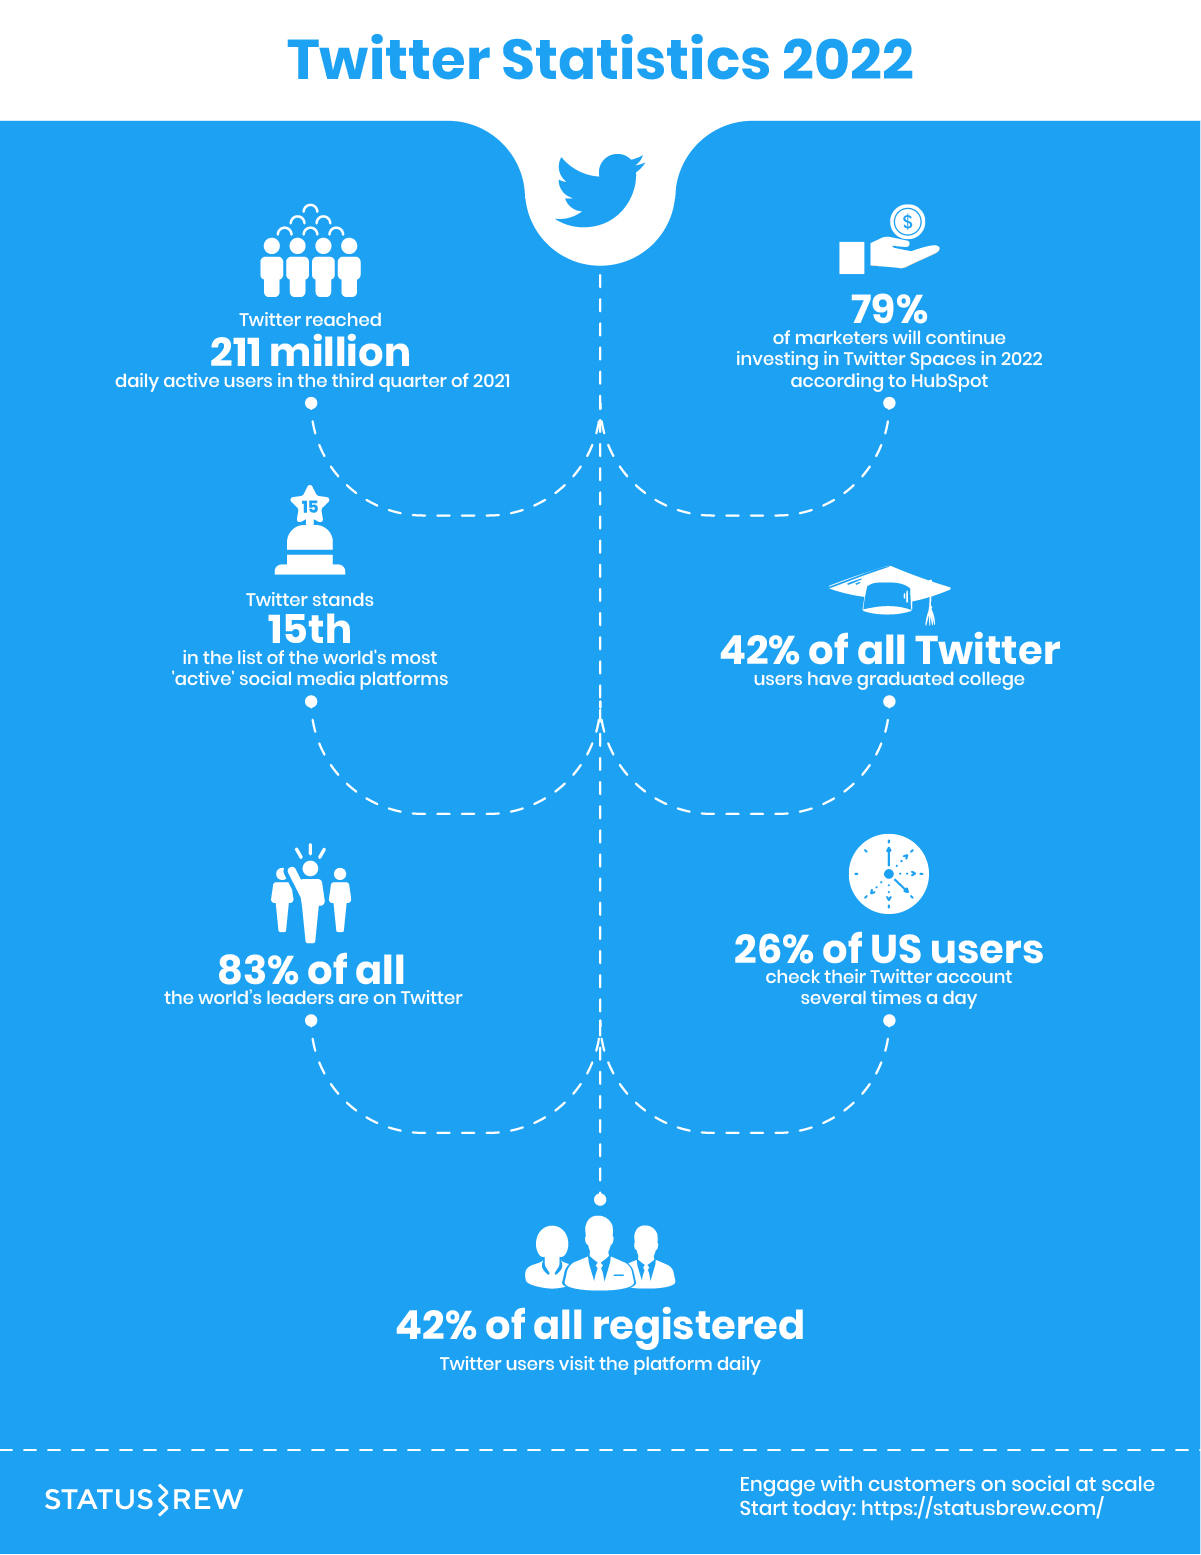 Twitter Statistics 2022
Twitter reached
211 million
daily active users in the third quarter of 2021
$
79%
of marketers will continue
investing in Twitter Spaces in 2022
according to HubSpot
15
Twitter stands
15th
in the list of the world's most
'active' social media platforms
42% of all Twitter
users have graduated college
83% of all
the world's leaders are on Twitter
26% of US users
check their Twitter account
several times a day
42% of all registered
Twitter users visit the platform daily
STATUSBREW
Engage with customers on social at scale
Start today: https://statusbrew.com/